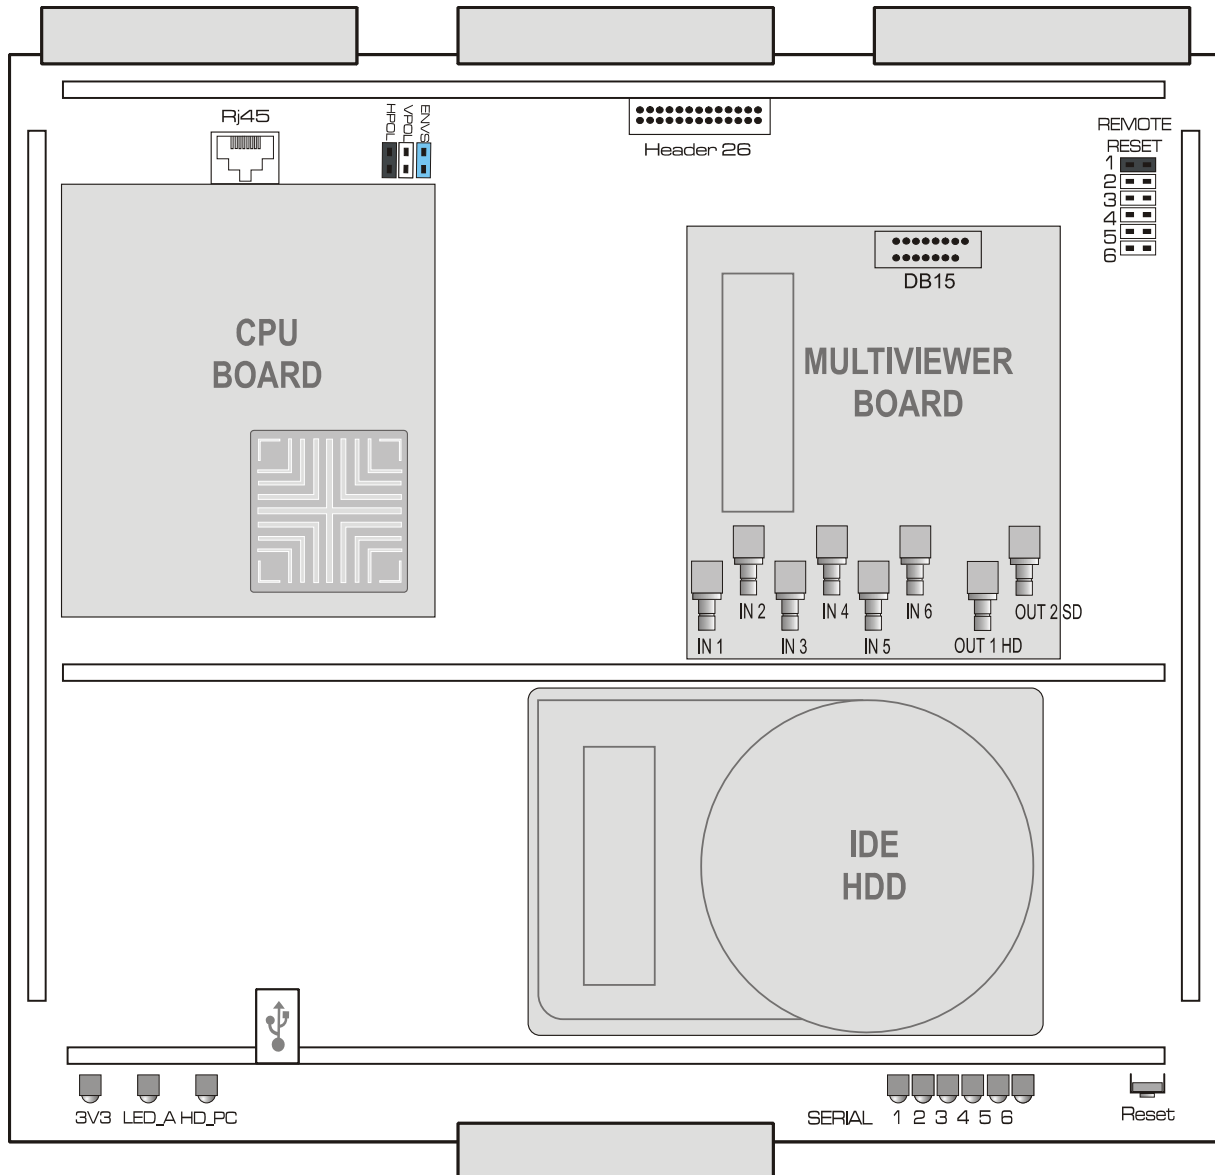 Rj45
HPOL
VPOL
ENVS
Header 26
REMOTE
RESET
1
2
3
4
5
6
DB15
CPU
BOARD
MULTIVIEWER
BOARD
IN 2
IN 4
IN 6
OUT 2 SD
IN 1
IN 3
IN 5
OUT 1 HD
IDE
HDD
3V3 LED_A HD_PC
SERIAL 1 2 3 4 5 6
Reset